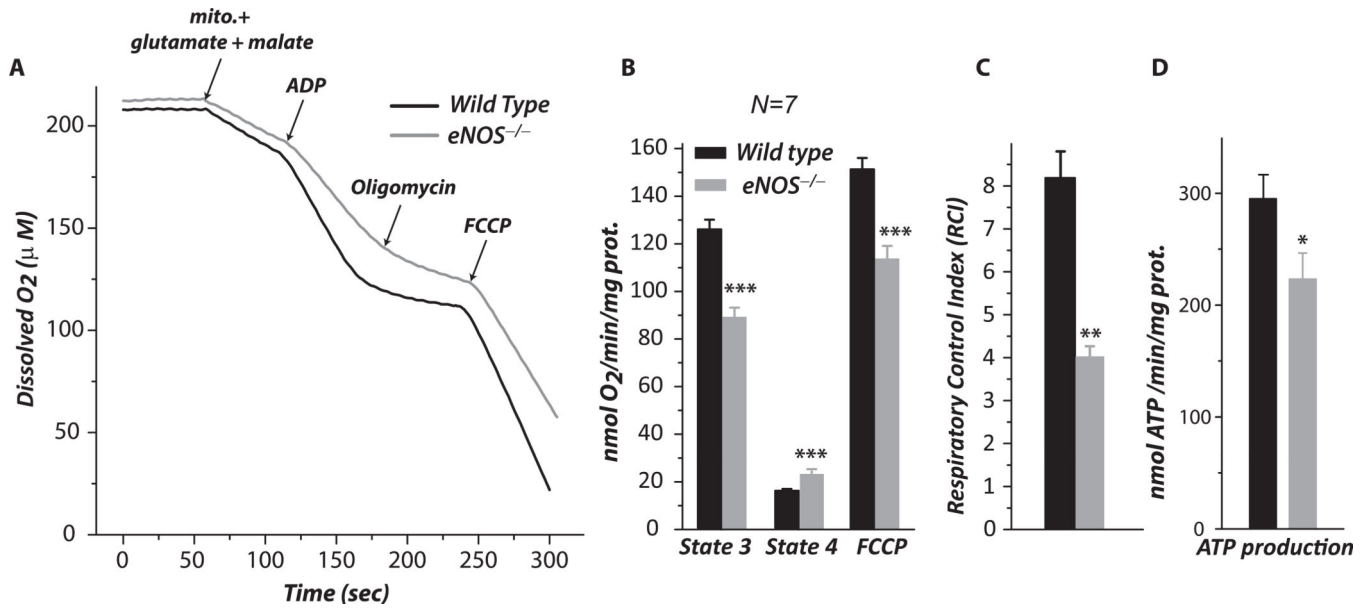 A
mito.+
glutamate + malate
ADP
Wild Type
eNOS−/−
Oligomycin
FCCP
Dissolved O2 (μ M)
200
150
100
50
0
0 50 100 150 200 250 300
Time (sec)
B
N=7
Wild type
eNOS−/−
nmol O2/min/mg prot.
160
140
120
100
80
60
40
20
0
***
***
***
State 3 State 4 FCCP
C
Respiratory Control Index (RCI)
8
7
6
5
4
3
2
1
0
**
D
nmol ATP /min/mg prot.
300
200
100
0
*
ATP production